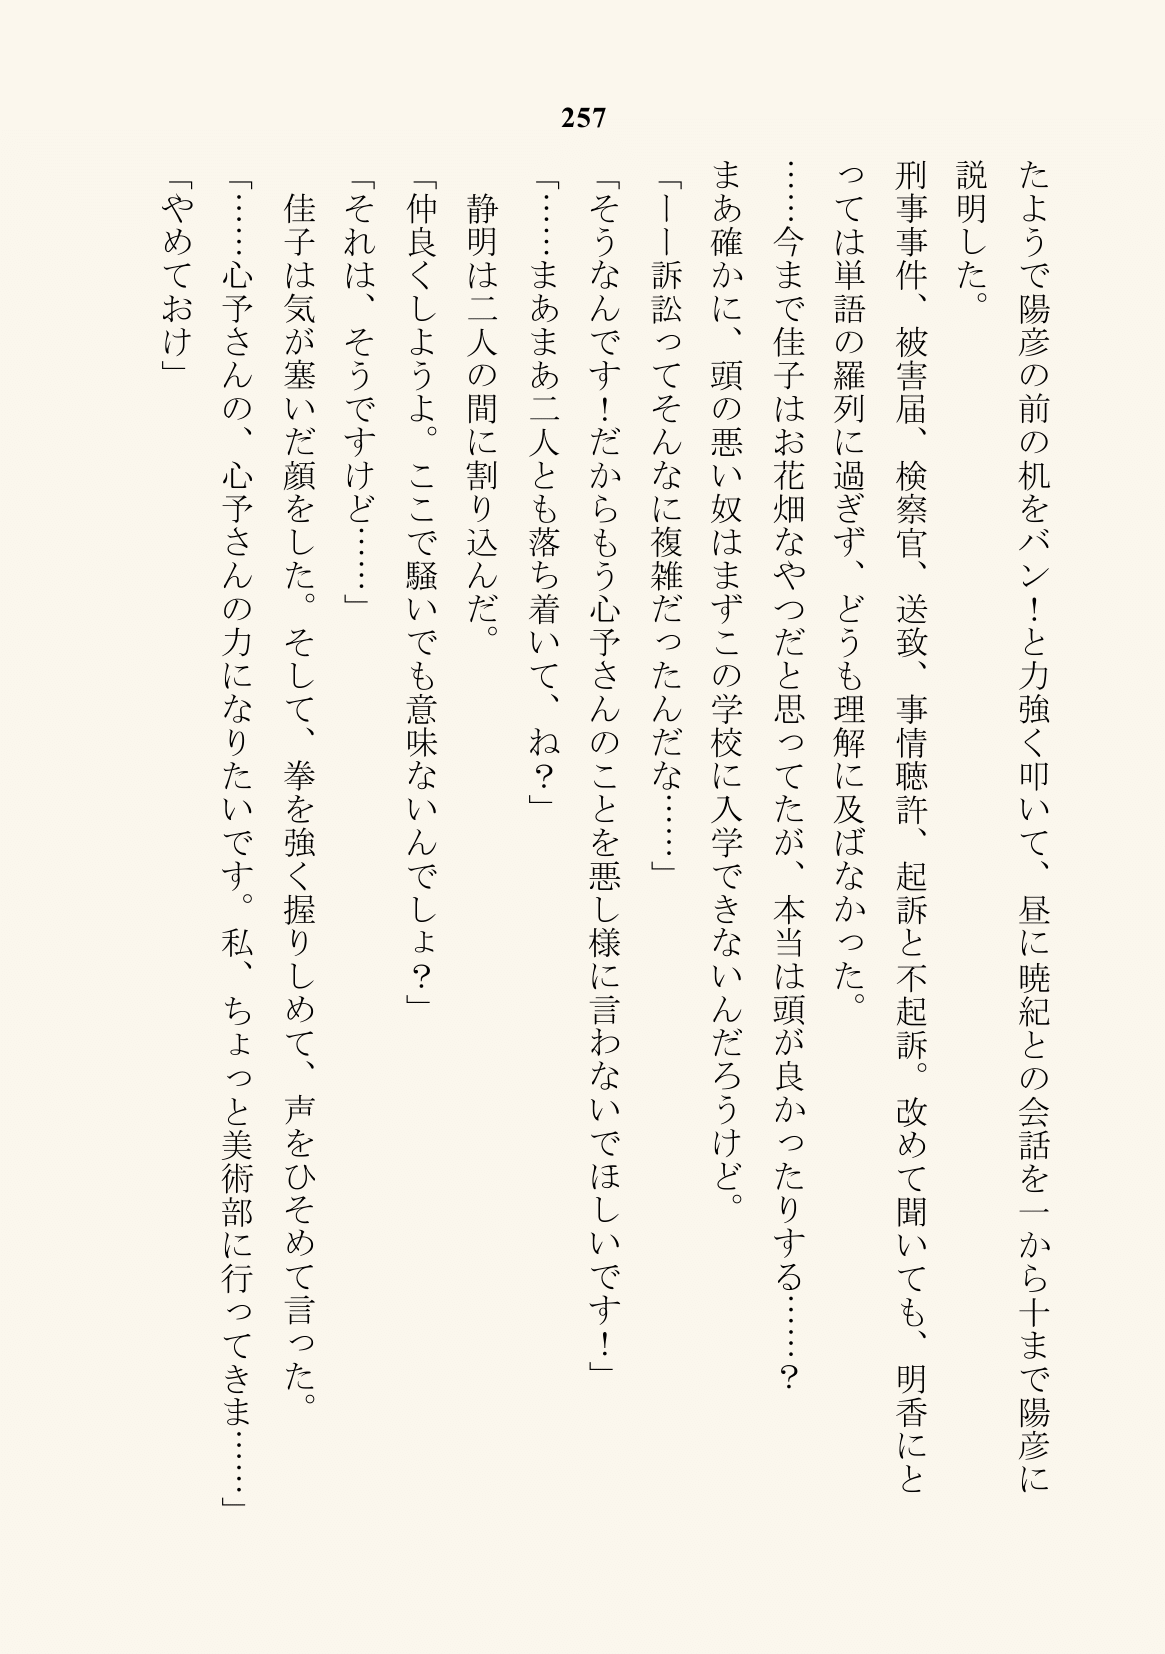 257
たようで陽彦の前の机をバン！と力強く叩いて、昼に暁紀との会話を一から十まで陽彦に
説明した。
刑事事件、被害届、検察官、送致、事情聴許、起訴と不起訴。改めて聞いても、明香にと
っては単語の羅列に過ぎず、どうも理解に及ばなかった。
……今まで佳子はお花畑なやつだと思ってたが、本当は頭が良かったりする……？
まあ確かに、頭の悪い奴はまずこの学校に入学できないんだろうけど。
「ーー訴訟ってそんなに複雑だったんだな……」
「そうなんです！だからもう心予さんのことを悪し様に言わないでほしいです！」
「……まあまあ二人とも落ち着いて、ね？」
静明は二人の間に割り込んだ。
「仲良くしようよ。ここで騒いでも意味ないんでしょ？」
「それは、そうですけど……」
佳子は気が塞いだ顔をした。そして、拳を強く握りしめて、声をひそめて言った。
「……心予さんの、心予さんの力になりたいです。私、ちょっと美術部に行ってきま……」
「やめておけ」